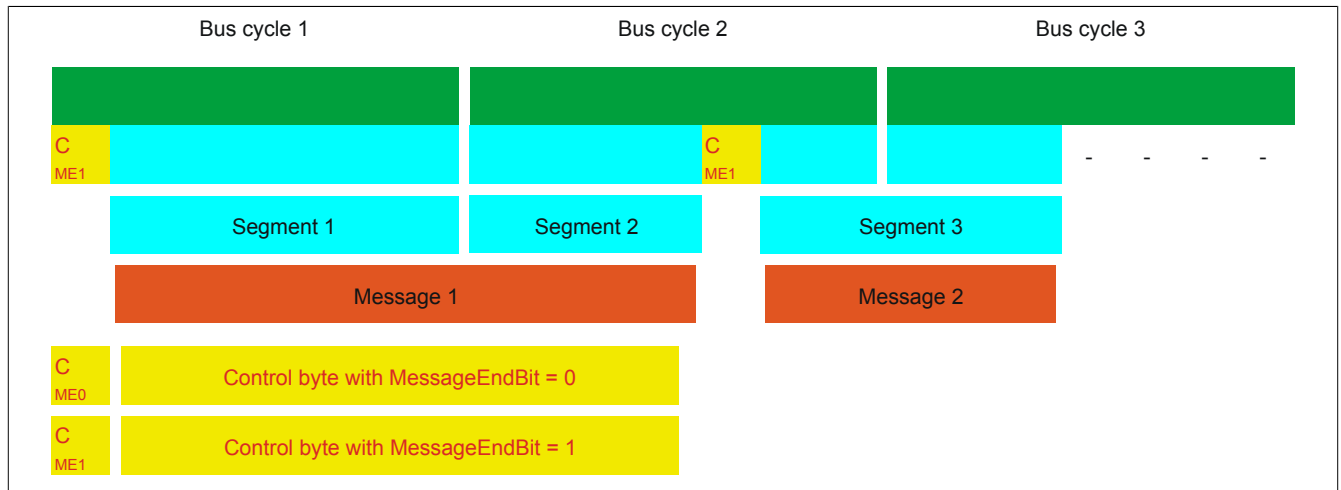 Bus cycle 1 Bus cycle 2 Bus cycle 3
C C
ME1 ME1 - - - -
Segment 1 Segment 2 Segment 3
Message 1 Message 2
C
ME0 Control byte with MessageEndBit = 0
C
ME1 Control byte with MessageEndBit = 1